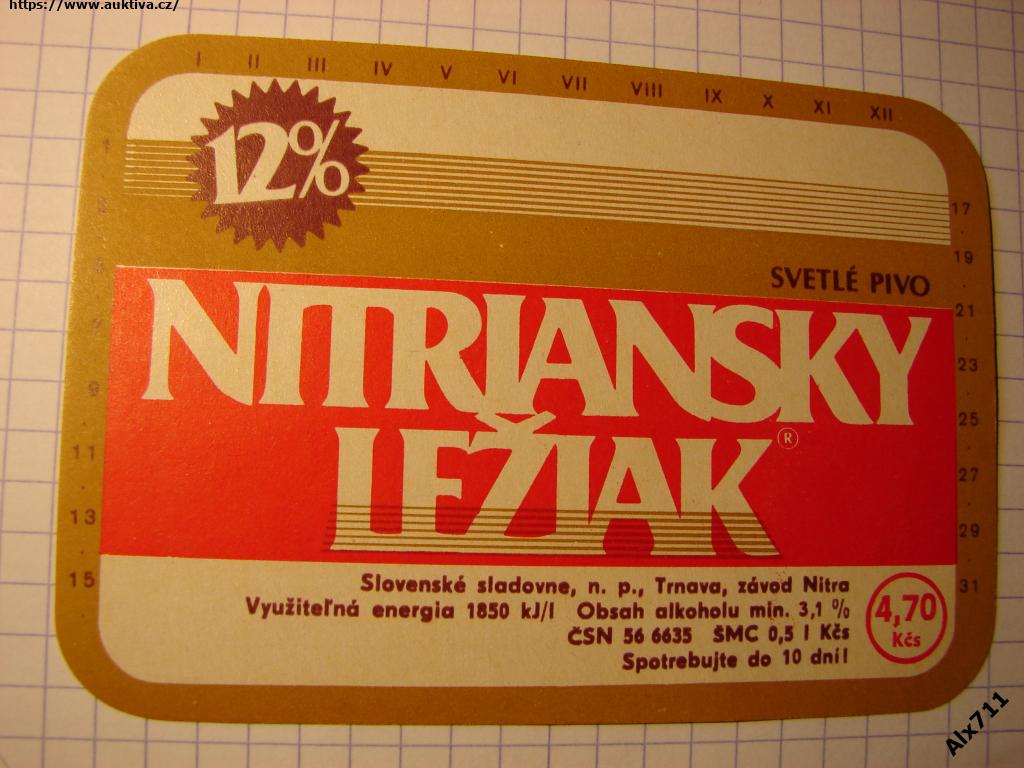 https://www.auktiva.cz/
I II III IV V VI VII VIII IX X XI XII
12%
SVETLÉ PIVO
NITRIANSKY
LEŽIAK ®
Slovenské sladovne, n. p., Trnava, závod Nitra
Využiteľná energia 1850 kJ/l Obsah alkoholu min. 3,1 %
ČSN 56 6635 ŠMC 0,5 l Kčs
Spotrebujte do 10 dní!
4,70
Kčs
9
11
13
15
17
19
21
23
25
27
29
31
Alx711